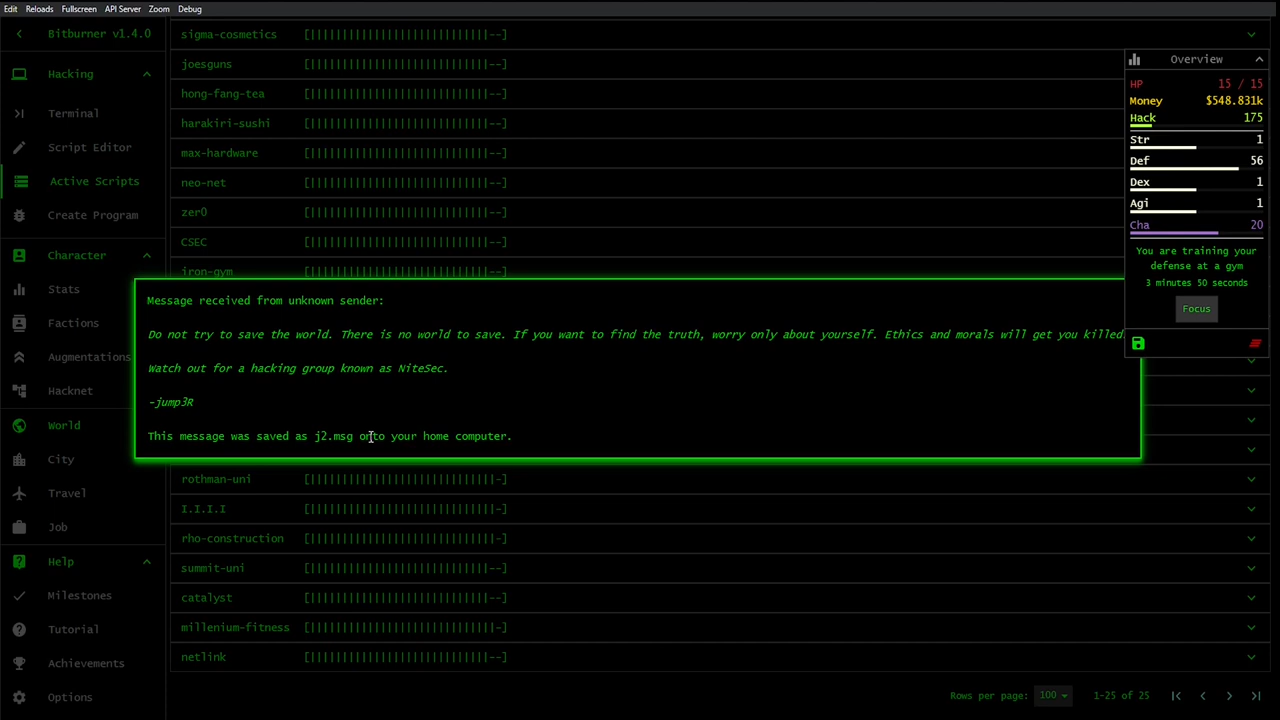 Edit Reloads Fullscreen API Server Zoom Debug
Bitburner v1.4.0
Hacking
Terminal
Script Editor
Active Scripts
Create Program
Character
Stats
Factions
Augmentations
Hacknet
World
City
Travel
Job
Help
Milestones
Tutorial
Achievements
Options
sigma-cosmetics [|||||||||||||||||||||||||||||--]
joesguns [|||||||||||||||||||||||||||||--]
hong-fang-tea [|||||||||||||||||||||||||||||--]
harakiri-sushi [|||||||||||||||||||||||||||||--]
max-hardware [|||||||||||||||||||||||||||||--]
neo-net [|||||||||||||||||||||||||||||--]
zer0 [|||||||||||||||||||||||||||||--]
CSEC [|||||||||||||||||||||||||||||--]
iron-gym [|||||||||||||||||||||||||||||--]
Message received from unknown sender:
Do not try to save the world. There is no world to save. If you want to find the truth, worry only about yourself. Ethics and morals will get you killed.
Watch out for a hacking group known as NiteSec.
-jump3R
This message was saved as j2.msg onto your home computer.
rothman-uni [||||||||||||||||||||||||||||||-]
I.I.I.I [||||||||||||||||||||||||||||||-]
rho-construction [||||||||||||||||||||||||||||||-]
summit-uni [|||||||||||||||||||||||||||||--]
catalyst [|||||||||||||||||||||||||||||--]
millenium-fitness [||||||||||||||||||||||||||||||-]
netlink [|||||||||||||||||||||||||||||--]
Rows per page: 100 1-25 of 25
Overview
HP 15 / 15
Money $548.831k
Hack 175
Str 1
Def 56
Dex 1
Agi 1
Cha 20
You are training your
defense at a gym
3 minutes 50 seconds
Focus